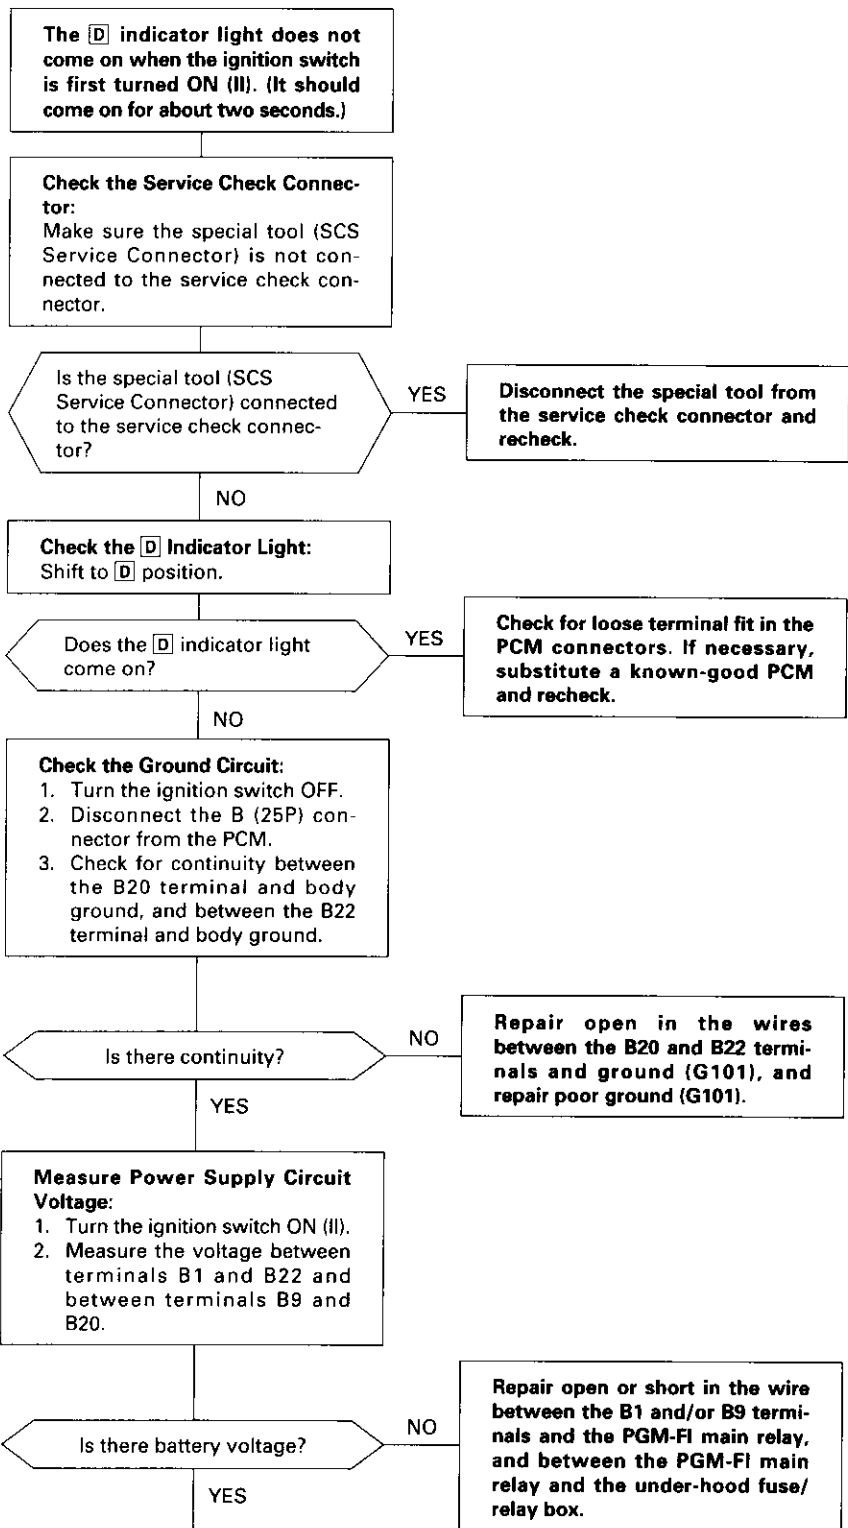 The D indicator light does not
come on when the ignition switch
is first turned ON (II). (It should
come on for about two seconds.)
Check the Service Check Connec-
tor:
Make sure the special tool (SCS
Service Connector) is not con-
nected to the service check con-
nector.
Is the special tool (SCS
Service Connector) connected
to the service check connec-
tor?
YES
Disconnect the special tool from
the service check connector and
recheck.
NO
Check the D Indicator Light:
Shift to D position.
Does the D indicator light
come on?
YES
Check for loose terminal fit in the
PCM connectors. If necessary,
substitute a known-good PCM
and recheck.
NO
Check the Ground Circuit:
1. Turn the ignition switch OFF.
2. Disconnect the B (25P) con-
nector from the PCM.
3. Check for continuity between
the B20 terminal and body
ground, and between the B22
terminal and body ground.
Is there continuity?
NO
Repair open in the wires
between the B20 and B22 termi-
nals and ground (G101), and
repair poor ground (G101).
YES
Measure Power Supply Circuit
Voltage:
1. Turn the ignition switch ON (II).
2. Measure the voltage between
terminals B1 and B22 and
between terminals B9 and
B20.
Is there battery voltage?
NO
Repair open or short in the wire
between the B1 and/or B9 termi-
nals and the PGM-FI main relay,
and between the PGM-FI main
relay and the under-hood fuse/
relay box.
YES